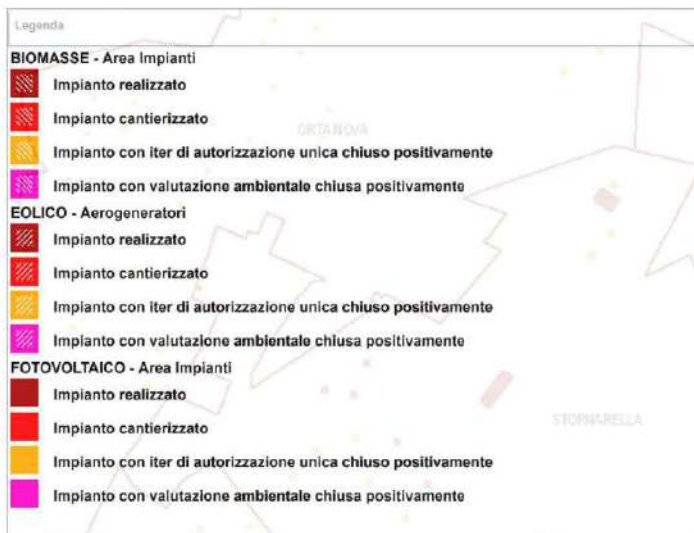 Legenda
BIOMASSE - Area Impianti
Impianto realizzato
ORTA NOVA
Impianto cantierizzato
Impianto con iter di autorizzazione unica chiuso positivamente
Impianto con valutazione ambientale chiusa positivamente
EOLICO - Aerogeneratori
Impianto realizzato
Impianto cantierizzato
Impianto con iter di autorizzazione unica chiuso positivamente
Impianto con valutazione ambientale chiusa positivamente
FOTOVOLTAICO - Area Impianti
Impianto realizzato
STORNARELLA
Impianto cantierizzato
Impianto con iter di autorizzazione unica chiuso positivamente
Impianto con valutazione ambientale chiusa positivamente